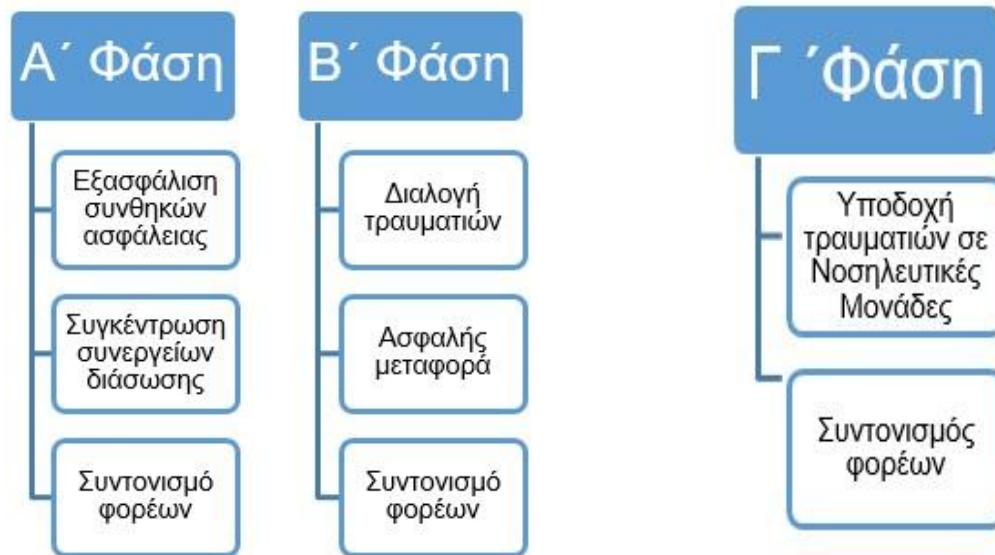 Α΄ Φάση
Εξασφάλιση
συνθηκών
ασφάλειας
Συγκέντρωση
συνεργείων
διάσωσης
Συντονισμό
φορέων
Β΄ Φάση
Διαλογή
τραυματιών
Ασφαλής
μεταφορά
Συντονισμό
φορέων
Γ ΄Φάση
Υποδοχή
τραυματιών σε
Νοσηλευτικές
Μονάδες
Συντονισμός
φορέων